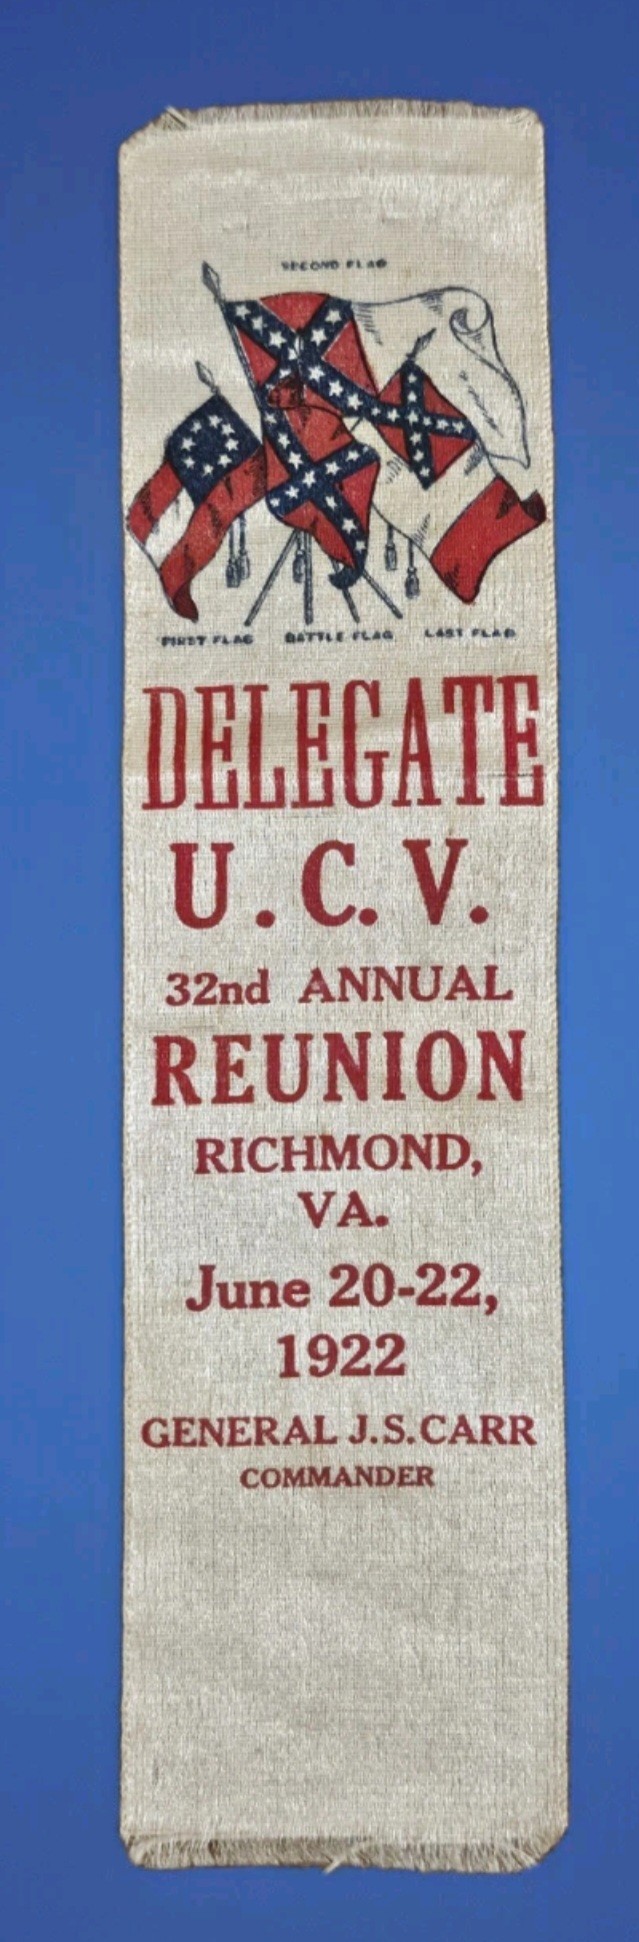 SECOND FLAG
FIRST FLAG BATTLE FLAG LAST FLAG
DELEGATE
U.C.V.
32nd ANNUAL
REUNION
RICHMOND,
VA.
June 20-22,
1922
GENERAL J.S.CARR
COMMANDER